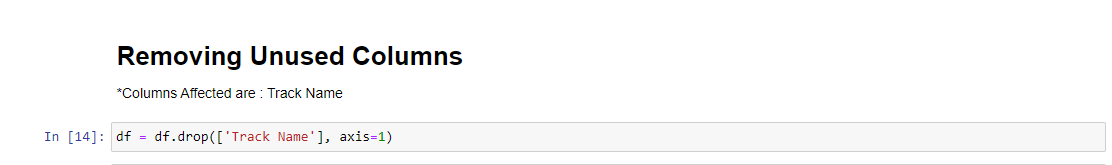 Removing Unused Columns
*Columns Affected are : Track Name
In [14]: df = df.drop(['Track Name'], axis=1)